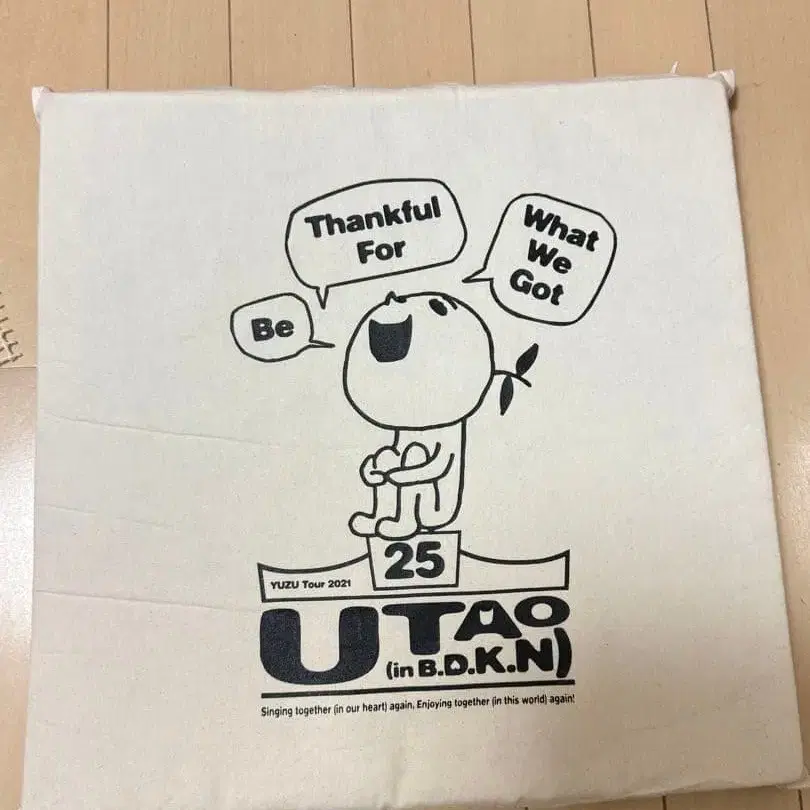 Be
Thankful
For
What
We
Got
25
YUZU Tour 2021
UTAO
(in B.D.K.N)
Singing together (in our heart) again, Enjoying together (in this world) again!